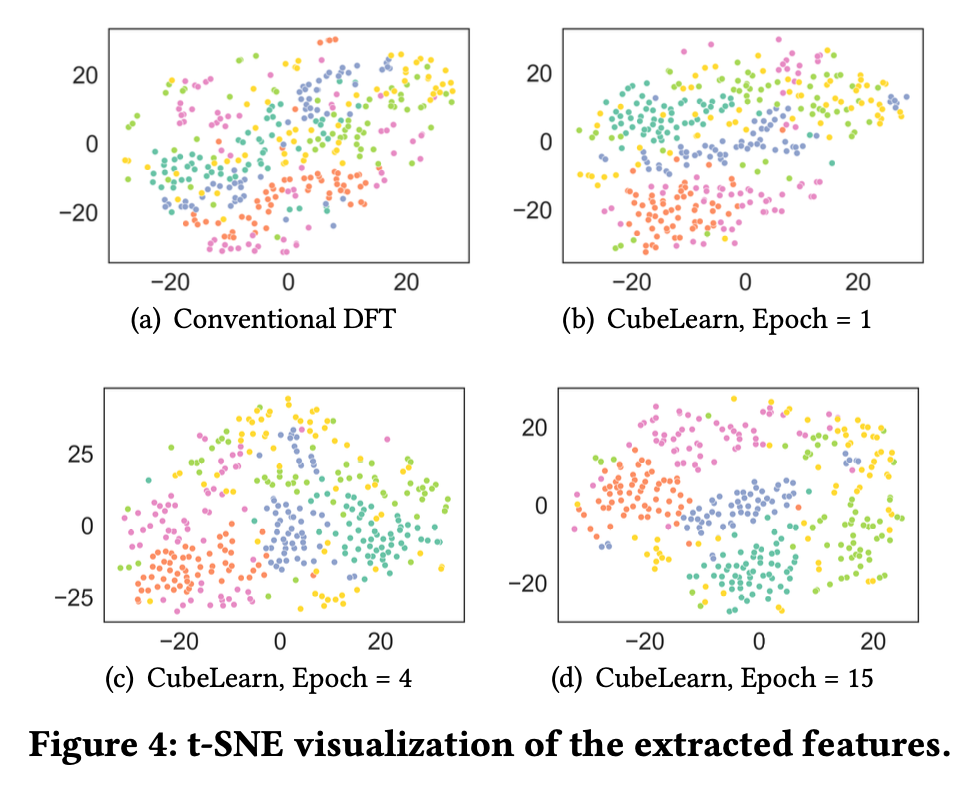 20
0
−20
−20 0 20
(a) Conventional DFT
20
0
−20
−20 0 20
(b) CubeLearn, Epoch = 1
25
0
−25
−20 0 20
(c) CubeLearn, Epoch = 4
20
0
−20
−20 0 20
(d) CubeLearn, Epoch = 15
Figure 4: t-SNE visualization of the extracted features.